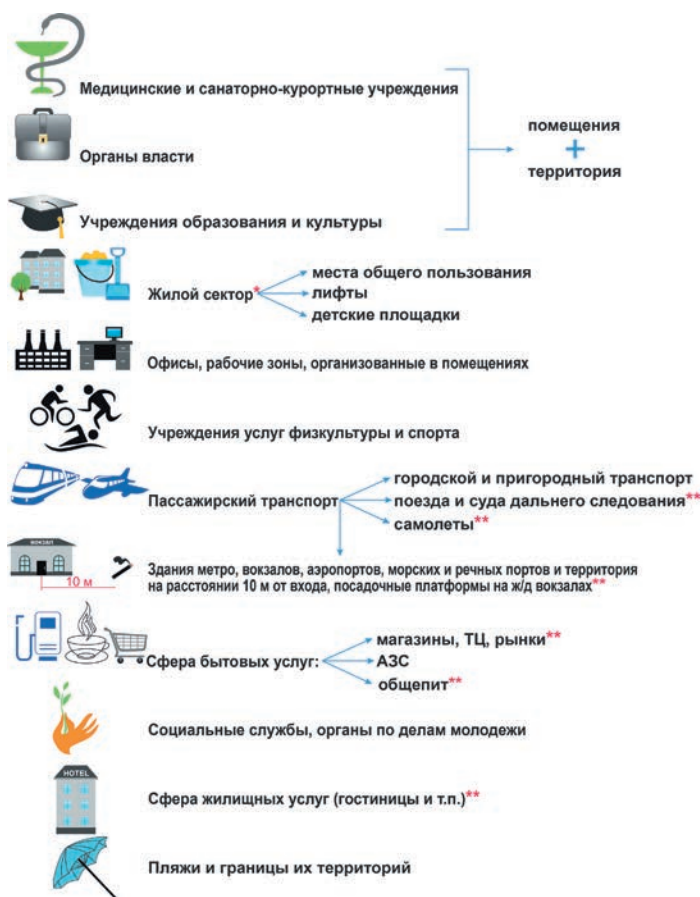 Медицинские и санаторно-курортные учреждения
помещения
+
территория
Органы власти
Учреждения образования и культуры
Жилой сектор*
места общего пользования
лифты
детские площадки
Офисы, рабочие зоны, организованные в помещениях
Учреждения услуг физкультуры и спорта
Пассажирский транспорт
городской и пригородный транспорт
поезда и суда дальнего следования**
самолеты**
ВОКЗАЛ
10 м
Здания метро, вокзалов, аэропортов, морских и речных портов и территория
на расстоянии 10 м от входа, посадочные платформы на ж/д вокзалах**
Сфера бытовых услуг:
магазины, ТЦ, рынки**
АЗС
общепит**
Социальные службы, органы по делам молодежи
HOTEL
Сфера жилищных услуг (гостиницы и т.п.)**
Пляжи и границы их территорий